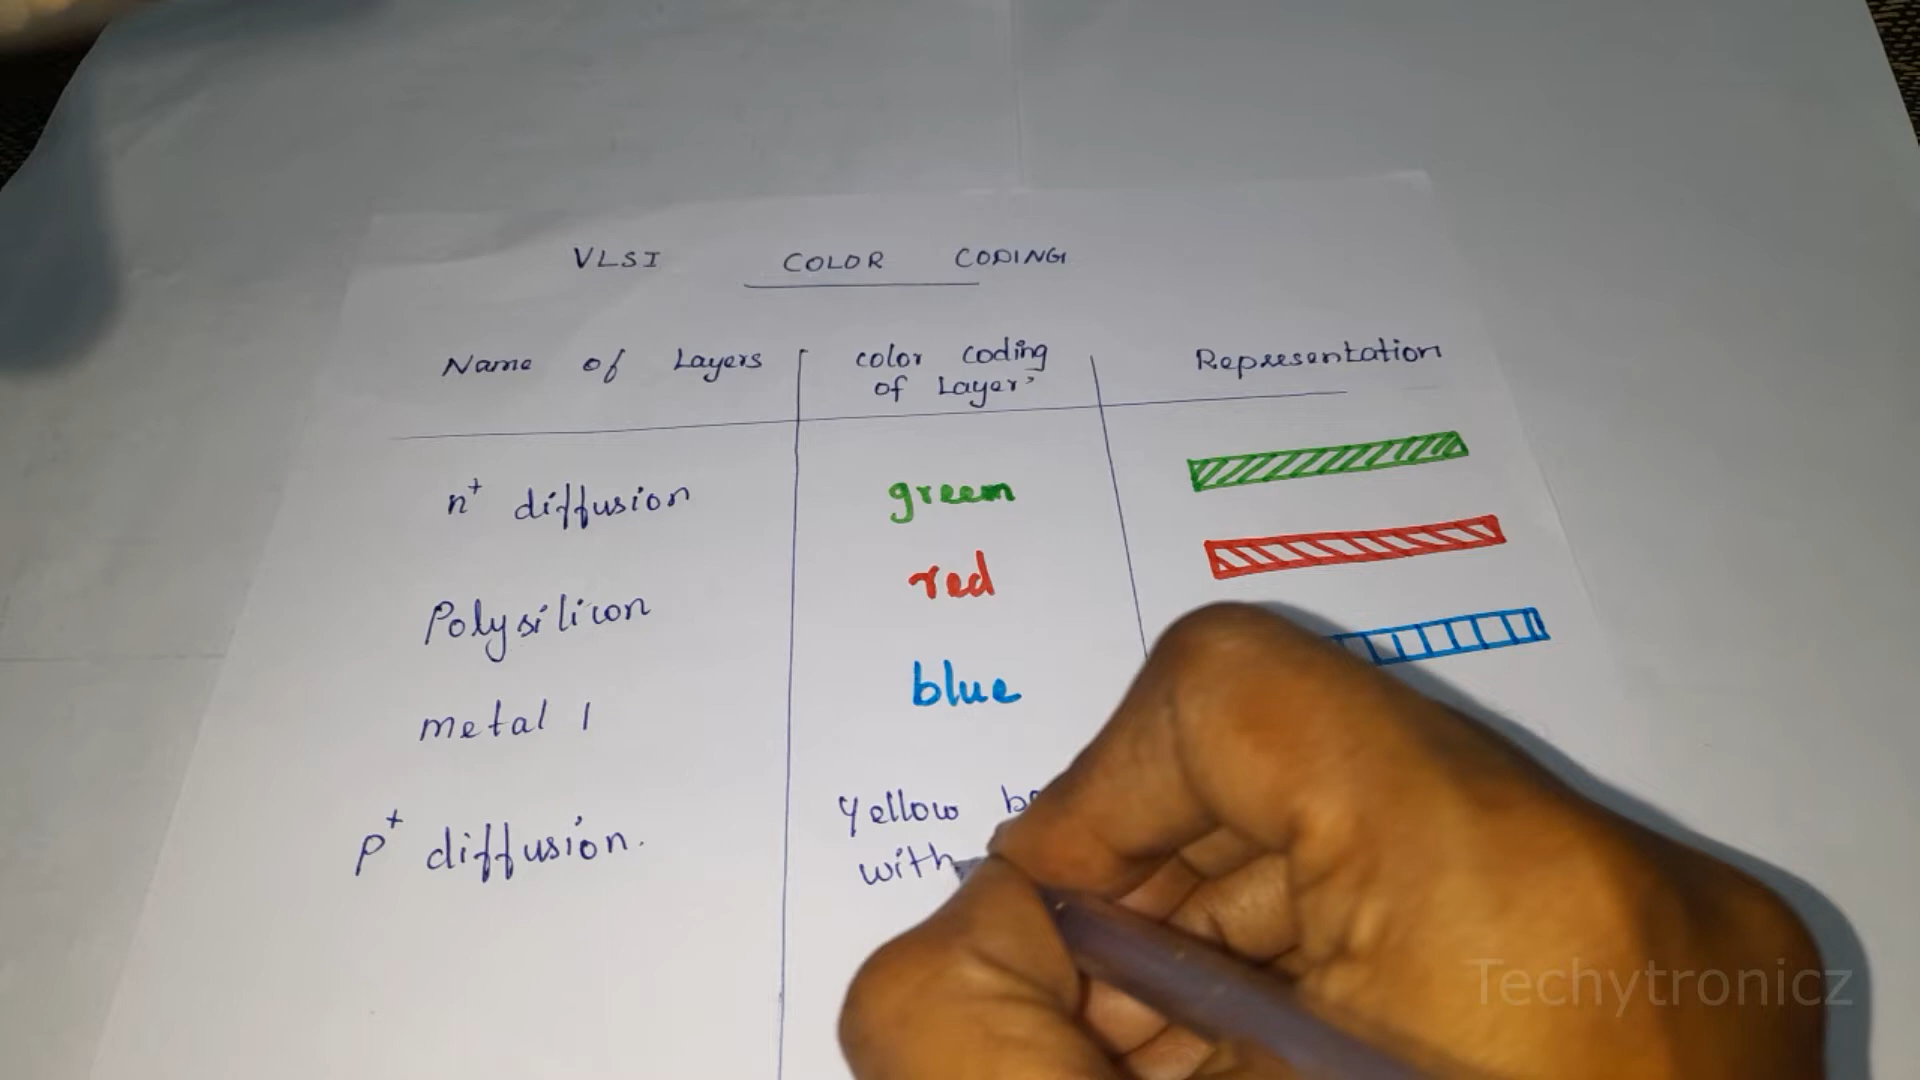 VLSI COLOR CODING
Name of Layers
color coding
of Layer's
Representation
n+ diffusion
green
Polysilicon
red
metal 1
blue
p+ diffusion.
Yellow
with
Techytronicz